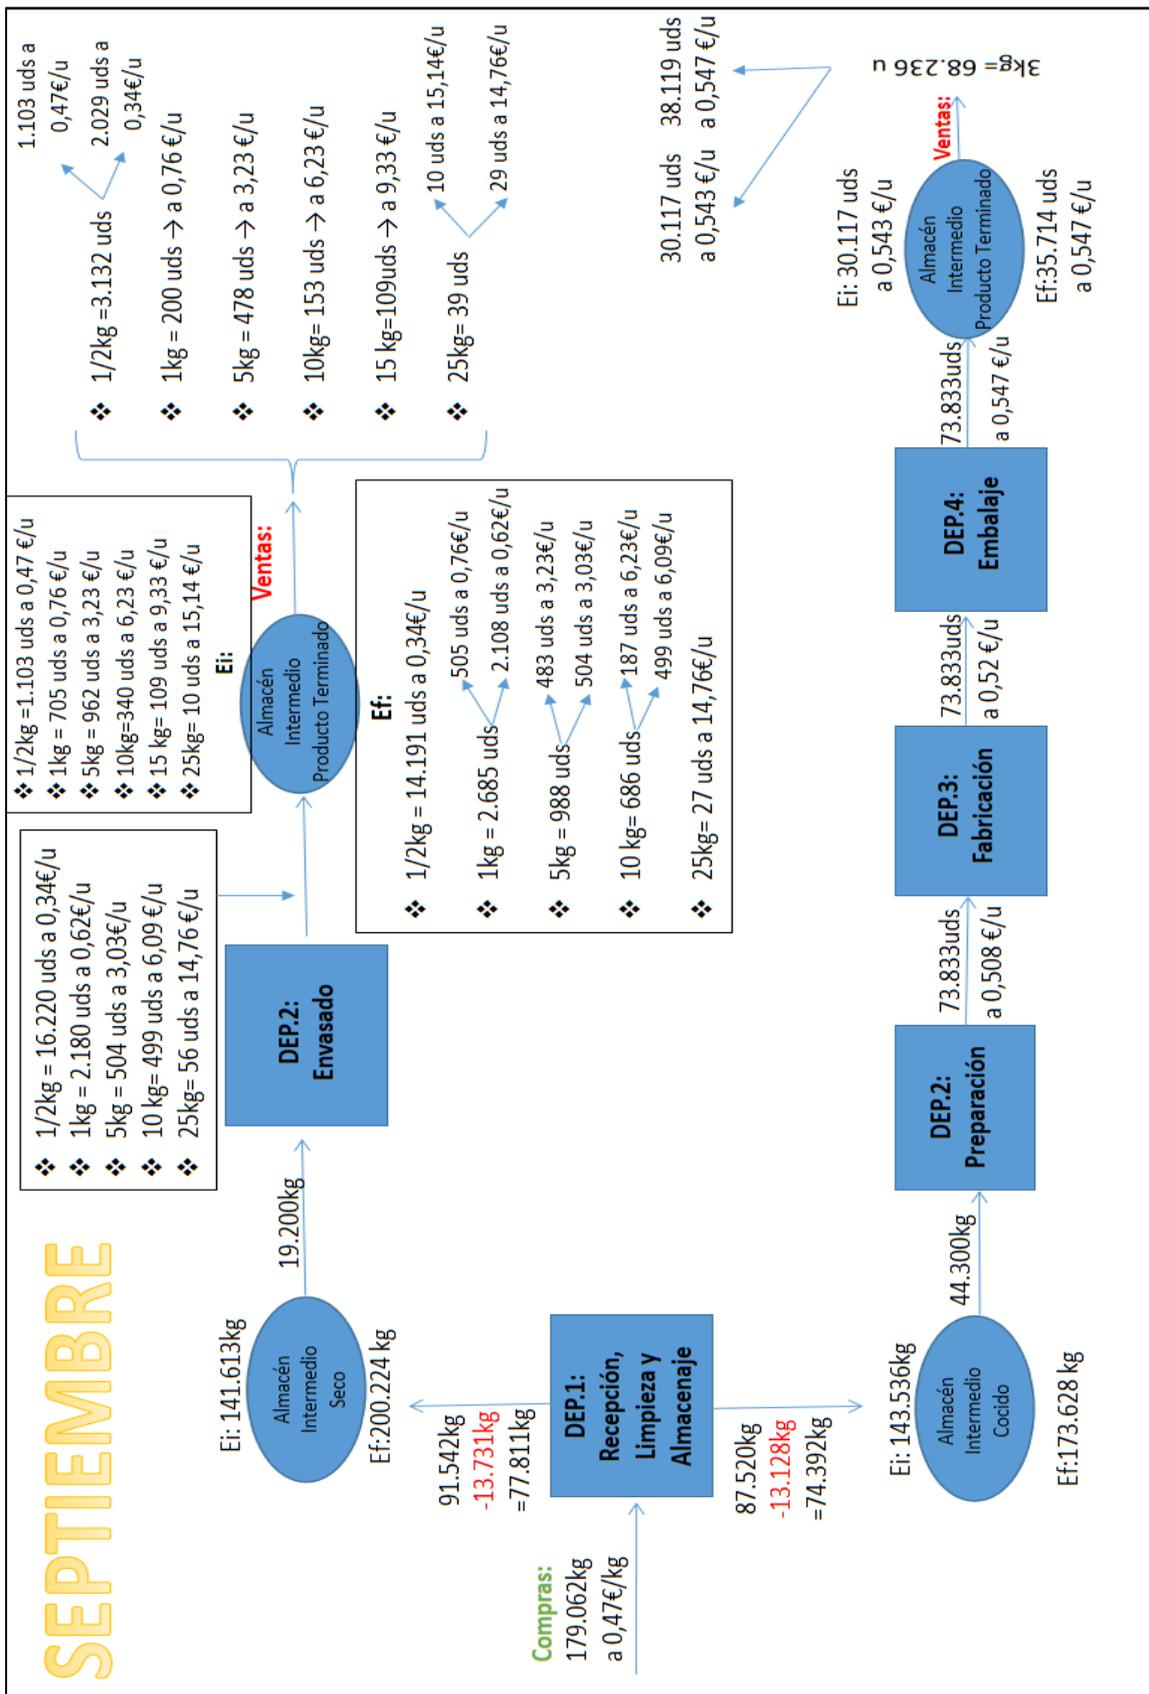 SEPTIEMBRE
Compras:
179.062kg
a 0,47€/kg
DEP.1:
Recepción,
Limpieza y
Almacenaje
91.542kg
-13.731kg
=77.811kg
87.520kg
-13.128kg
=74.392kg
Ei: 141.613kg
Almacén
Intermedio
Seco
Ef:200.224 kg
19.200kg
DEP.2:
Envasado
❖ 1/2kg = 16.220 uds a 0,34€/u
❖ 1kg = 2.180 uds a 0,62€/u
❖ 5kg = 504 uds a 3,03€/u
❖ 10 kg= 499 uds a 6,09 €/u
❖ 25kg= 56 uds a 14,76 €/u
❖ 1/2kg =1.103 uds a 0,47 €/u
❖ 1kg = 705 uds a 0,76 €/u
❖ 5kg = 962 uds a 3,23 €/u
❖ 10kg=340 uds a 6,23 €/u
❖ 15 kg= 109 uds a 9,33 €/u
❖ 25kg= 10 uds a 15,14 €/u
Ei:
Almacén
Intermedio
Producto Terminado
Ef:
❖ 1/2kg = 14.191 uds a 0,34€/u
❖ 1kg = 2.685 uds
505 uds a 0,76€/u
2.108 uds a 0,62€/u
❖ 5kg = 988 uds
483 uds a 3,23€/u
504 uds a 3,03€/u
❖ 10 kg= 686 uds
187 uds a 6,23€/u
499 uds a 6,09€/u
❖ 25kg= 27 uds a 14,76€/u
Ventas:
❖ 1/2kg =3.132 uds
1.103 uds a
0,47€/u
2.029 uds a
0,34€/u
❖ 1kg = 200 uds → a 0,76 €/u
❖ 5kg = 478 uds → a 3,23 €/u
❖ 10kg= 153 uds → a 6,23 €/u
❖ 15 kg=109uds → a 9,33 €/u
❖ 25kg= 39 uds
10 uds a 15,14€/u
29 uds a 14,76€/u
Ei: 143.536kg
Almacén
Intermedio
Cocido
Ef:173.628 kg
44.300kg
DEP.2:
Preparación
73.833uds
a 0,508 €/u
DEP.3:
Fabricación
73.833uds
a 0,52 €/u
DEP.4:
Embalaje
73.833uds
a 0,547 €/u
Ei: 30.117 uds
a 0,543 €/u
Almacén
Intermedio
Producto Terminado
Ef:35.714 uds
a 0,547 €/u
Ventas:
3kg= 68.236
u
30.117 uds
a 0,543 €/u
38.119 uds
a 0,547 €/u